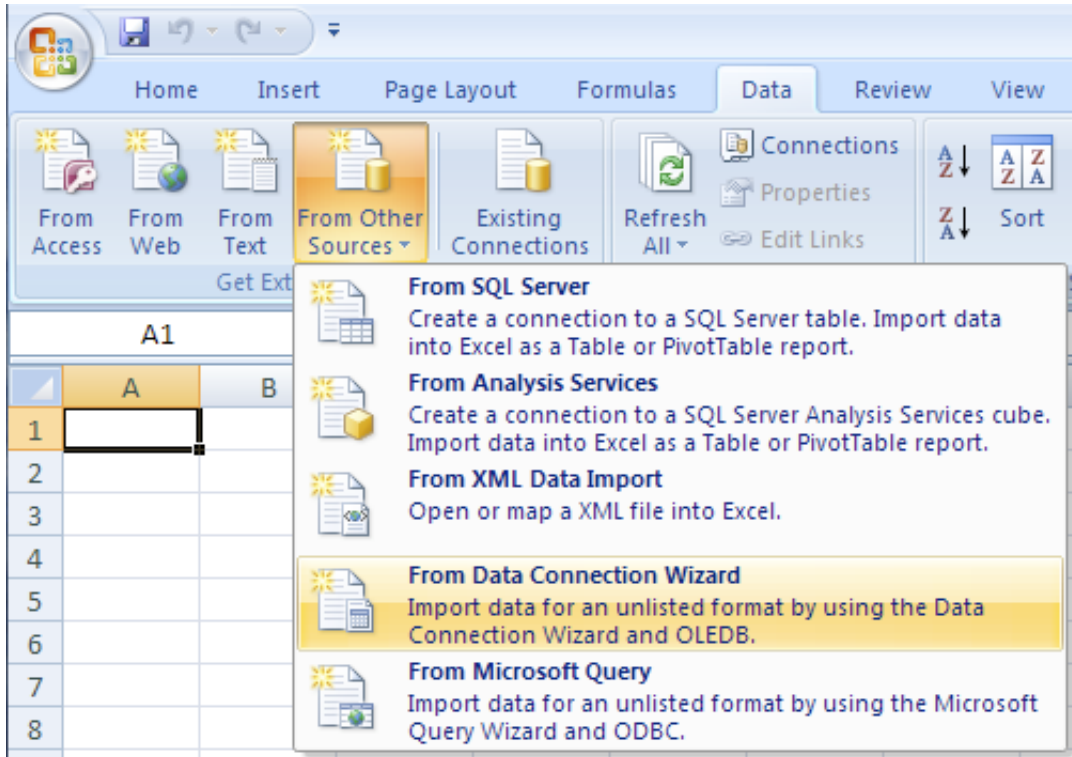 Home Insert Page Layout Formulas Data Review View
From Access
From Web
From Text
From Other Sources
Existing Connections
Refresh All
Connections
Properties
Edit Links
A Z
Z A
A Z
Z A
Sort
Get Ext
From SQL Server
Create a connection to a SQL Server table. Import data
into Excel as a Table or PivotTable report.
From Analysis Services
Create a connection to a SQL Server Analysis Services cube.
Import data into Excel as a Table or PivotTable report.
From XML Data Import
Open or map a XML file into Excel.
From Data Connection Wizard
Import data for an unlisted format by using the Data
Connection Wizard and OLEDB.
From Microsoft Query
Import data for an unlisted format by using the Microsoft
Query Wizard and ODBC.
A1
A B
1
2
3
4
5
6
7
8